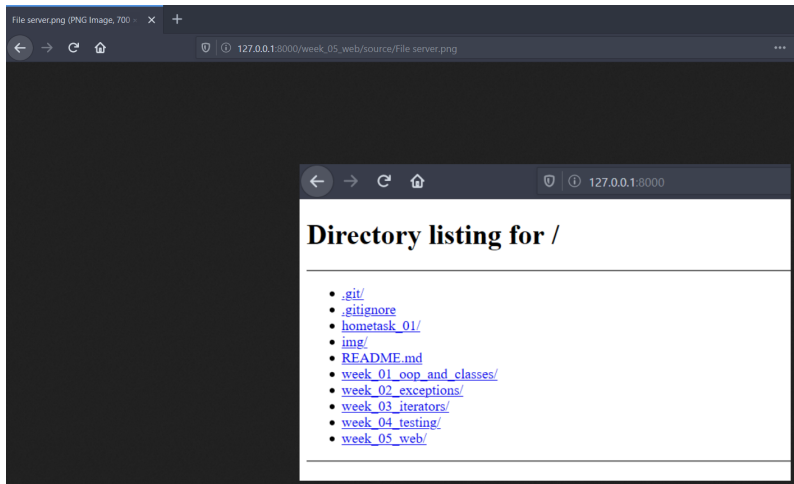 File server.png (PNG Image, 700 ×
127.0.0.1:8000/week_05_web/source/File server.png
127.0.0.1:8000
Directory listing for /
.git/
.gitignore
hometask_01/
img/
README.md
week_01_oop_and_classes/
week_02_exceptions/
week_03_iterators/
week_04_testing/
week_05_web/